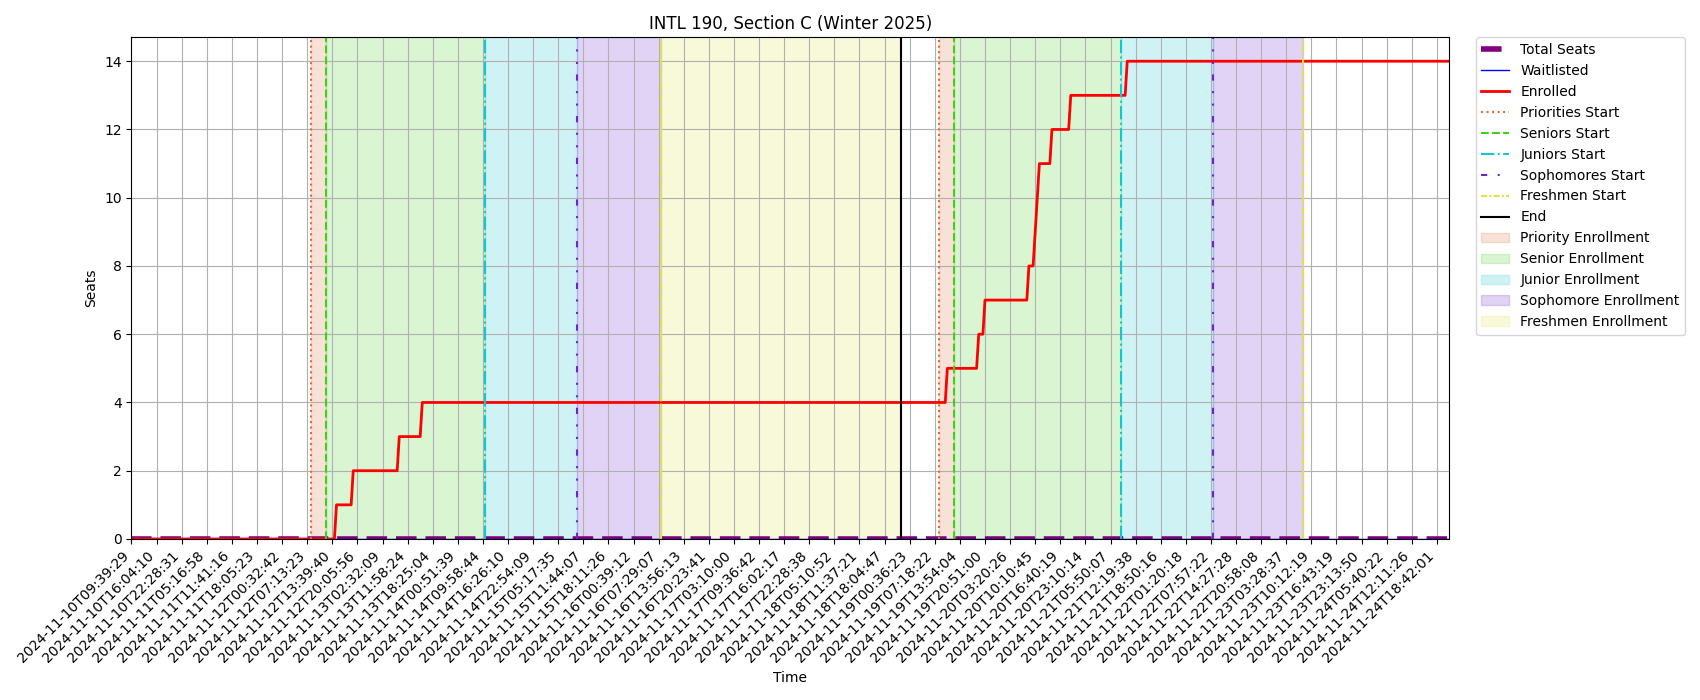 INTL 190, Section C (Winter 2025)
Total Seats
Waitlisted
Enrolled
Priorities Start
Seniors Start
Juniors Start
Sophomores Start
Freshmen Start
End
Priority Enrollment
Senior Enrollment
Junior Enrollment
Sophomore Enrollment
Freshmen Enrollment
Seats
14
12
10
8
6
4
2
0
2024-11-10T09:39:29
2024-11-10T16:04:10
2024-11-10T22:28:31
2024-11-11T05:16:58
2024-11-11T11:41:16
2024-11-11T18:05:23
2024-11-12T00:32:42
2024-11-12T07:13:23
2024-11-12T13:39:40
2024-11-12T20:05:56
2024-11-13T03:32:09
2024-11-13T11:58:24
2024-11-13T18:25:04
2024-11-14T00:51:39
2024-11-14T09:58:44
2024-11-14T16:26:10
2024-11-14T22:54:09
2024-11-15T05:17:35
2024-11-15T11:44:07
2024-11-15T18:11:26
2024-11-16T00:39:12
2024-11-16T07:29:07
2024-11-16T13:56:13
2024-11-16T20:23:41
2024-11-17T03:10:00
2024-11-17T09:36:42
2024-11-17T16:02:17
2024-11-17T22:28:38
2024-11-18T05:10:52
2024-11-18T11:37:21
2024-11-18T18:04:47
2024-11-19T00:36:23
2024-11-19T07:18:22
2024-11-19T13:54:04
2024-11-19T20:51:00
2024-11-20T03:20:26
2024-11-20T10:10:45
2024-11-20T16:40:19
2024-11-20T23:10:14
2024-11-21T05:50:07
2024-11-21T12:19:38
2024-11-21T18:50:16
2024-11-22T01:20:18
2024-11-22T07:57:22
2024-11-22T14:27:28
2024-11-22T20:58:08
2024-11-23T03:28:37
2024-11-23T10:12:19
2024-11-23T16:43:19
2024-11-23T23:13:50
2024-11-24T05:40:22
2024-11-24T12:11:26
2024-11-24T18:42:01
Time